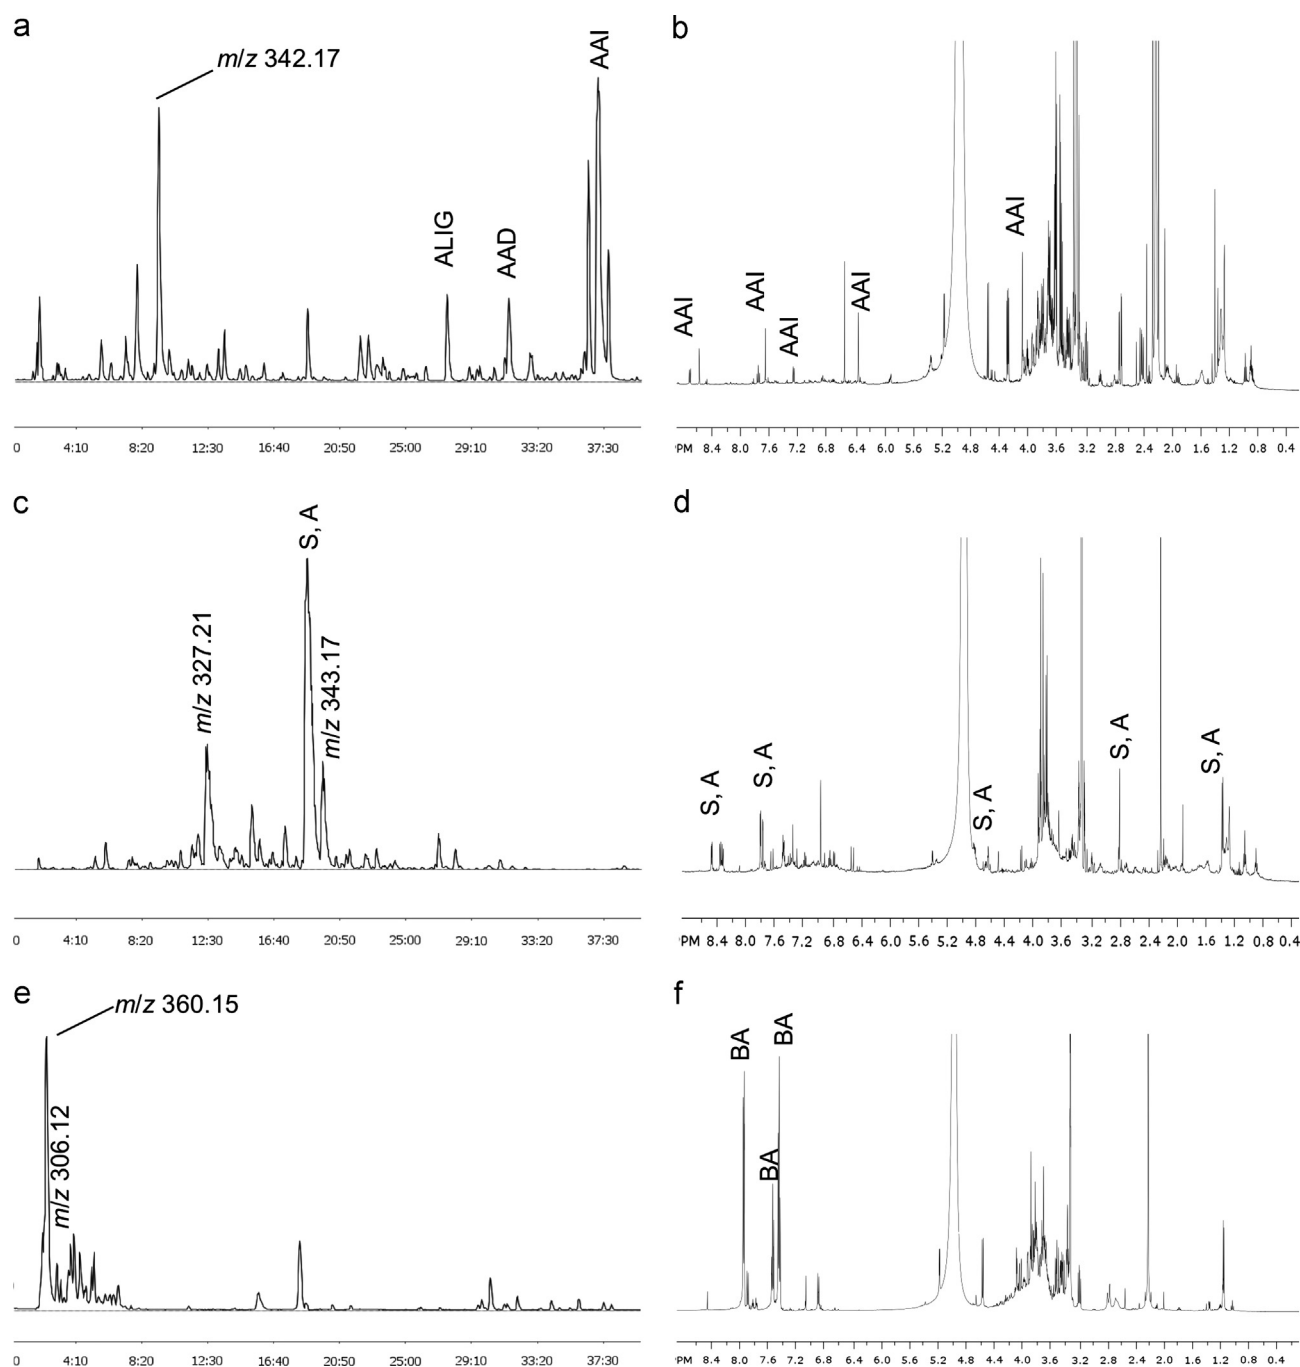 a
m/z 342.17
ALIG
AAD
AAI
0 4:10 8:20 12:30 16:40 20:50 25:00 29:10 33:20 37:30
b
AAI
AAI
AAI
AAI
AAI
PM 8.4 8.0 7.6 7.2 6.8 6.4 6.0 5.6 5.2 4.8 4.4 4.0 3.6 3.2 2.8 2.4 2.0 1.6 1.2 0.8 0.4
c
m/z 327.21
S, A
m/z 343.17
0 4:10 8:20 12:30 16:40 20:50 25:00 29:10 33:20 37:30
d
S, A
S, A
S, A
S, A
S, A
PM 8.4 8.0 7.6 7.2 6.8 6.4 6.0 5.6 5.2 4.8 4.4 4.0 3.6 3.2 2.8 2.4 2.0 1.6 1.2 0.8 0.4
e
m/z 360.15
m/z 306.12
0 4:10 8:20 12:30 16:40 20:50 25:00 29:10 33:20 37:30
f
BA
BA
BA
PM 8.4 8.0 7.6 7.2 6.8 6.4 6.0 5.6 5.2 4.8 4.4 4.0 3.6 3.2 2.8 2.4 2.0 1.6 1.2 0.8 0.4